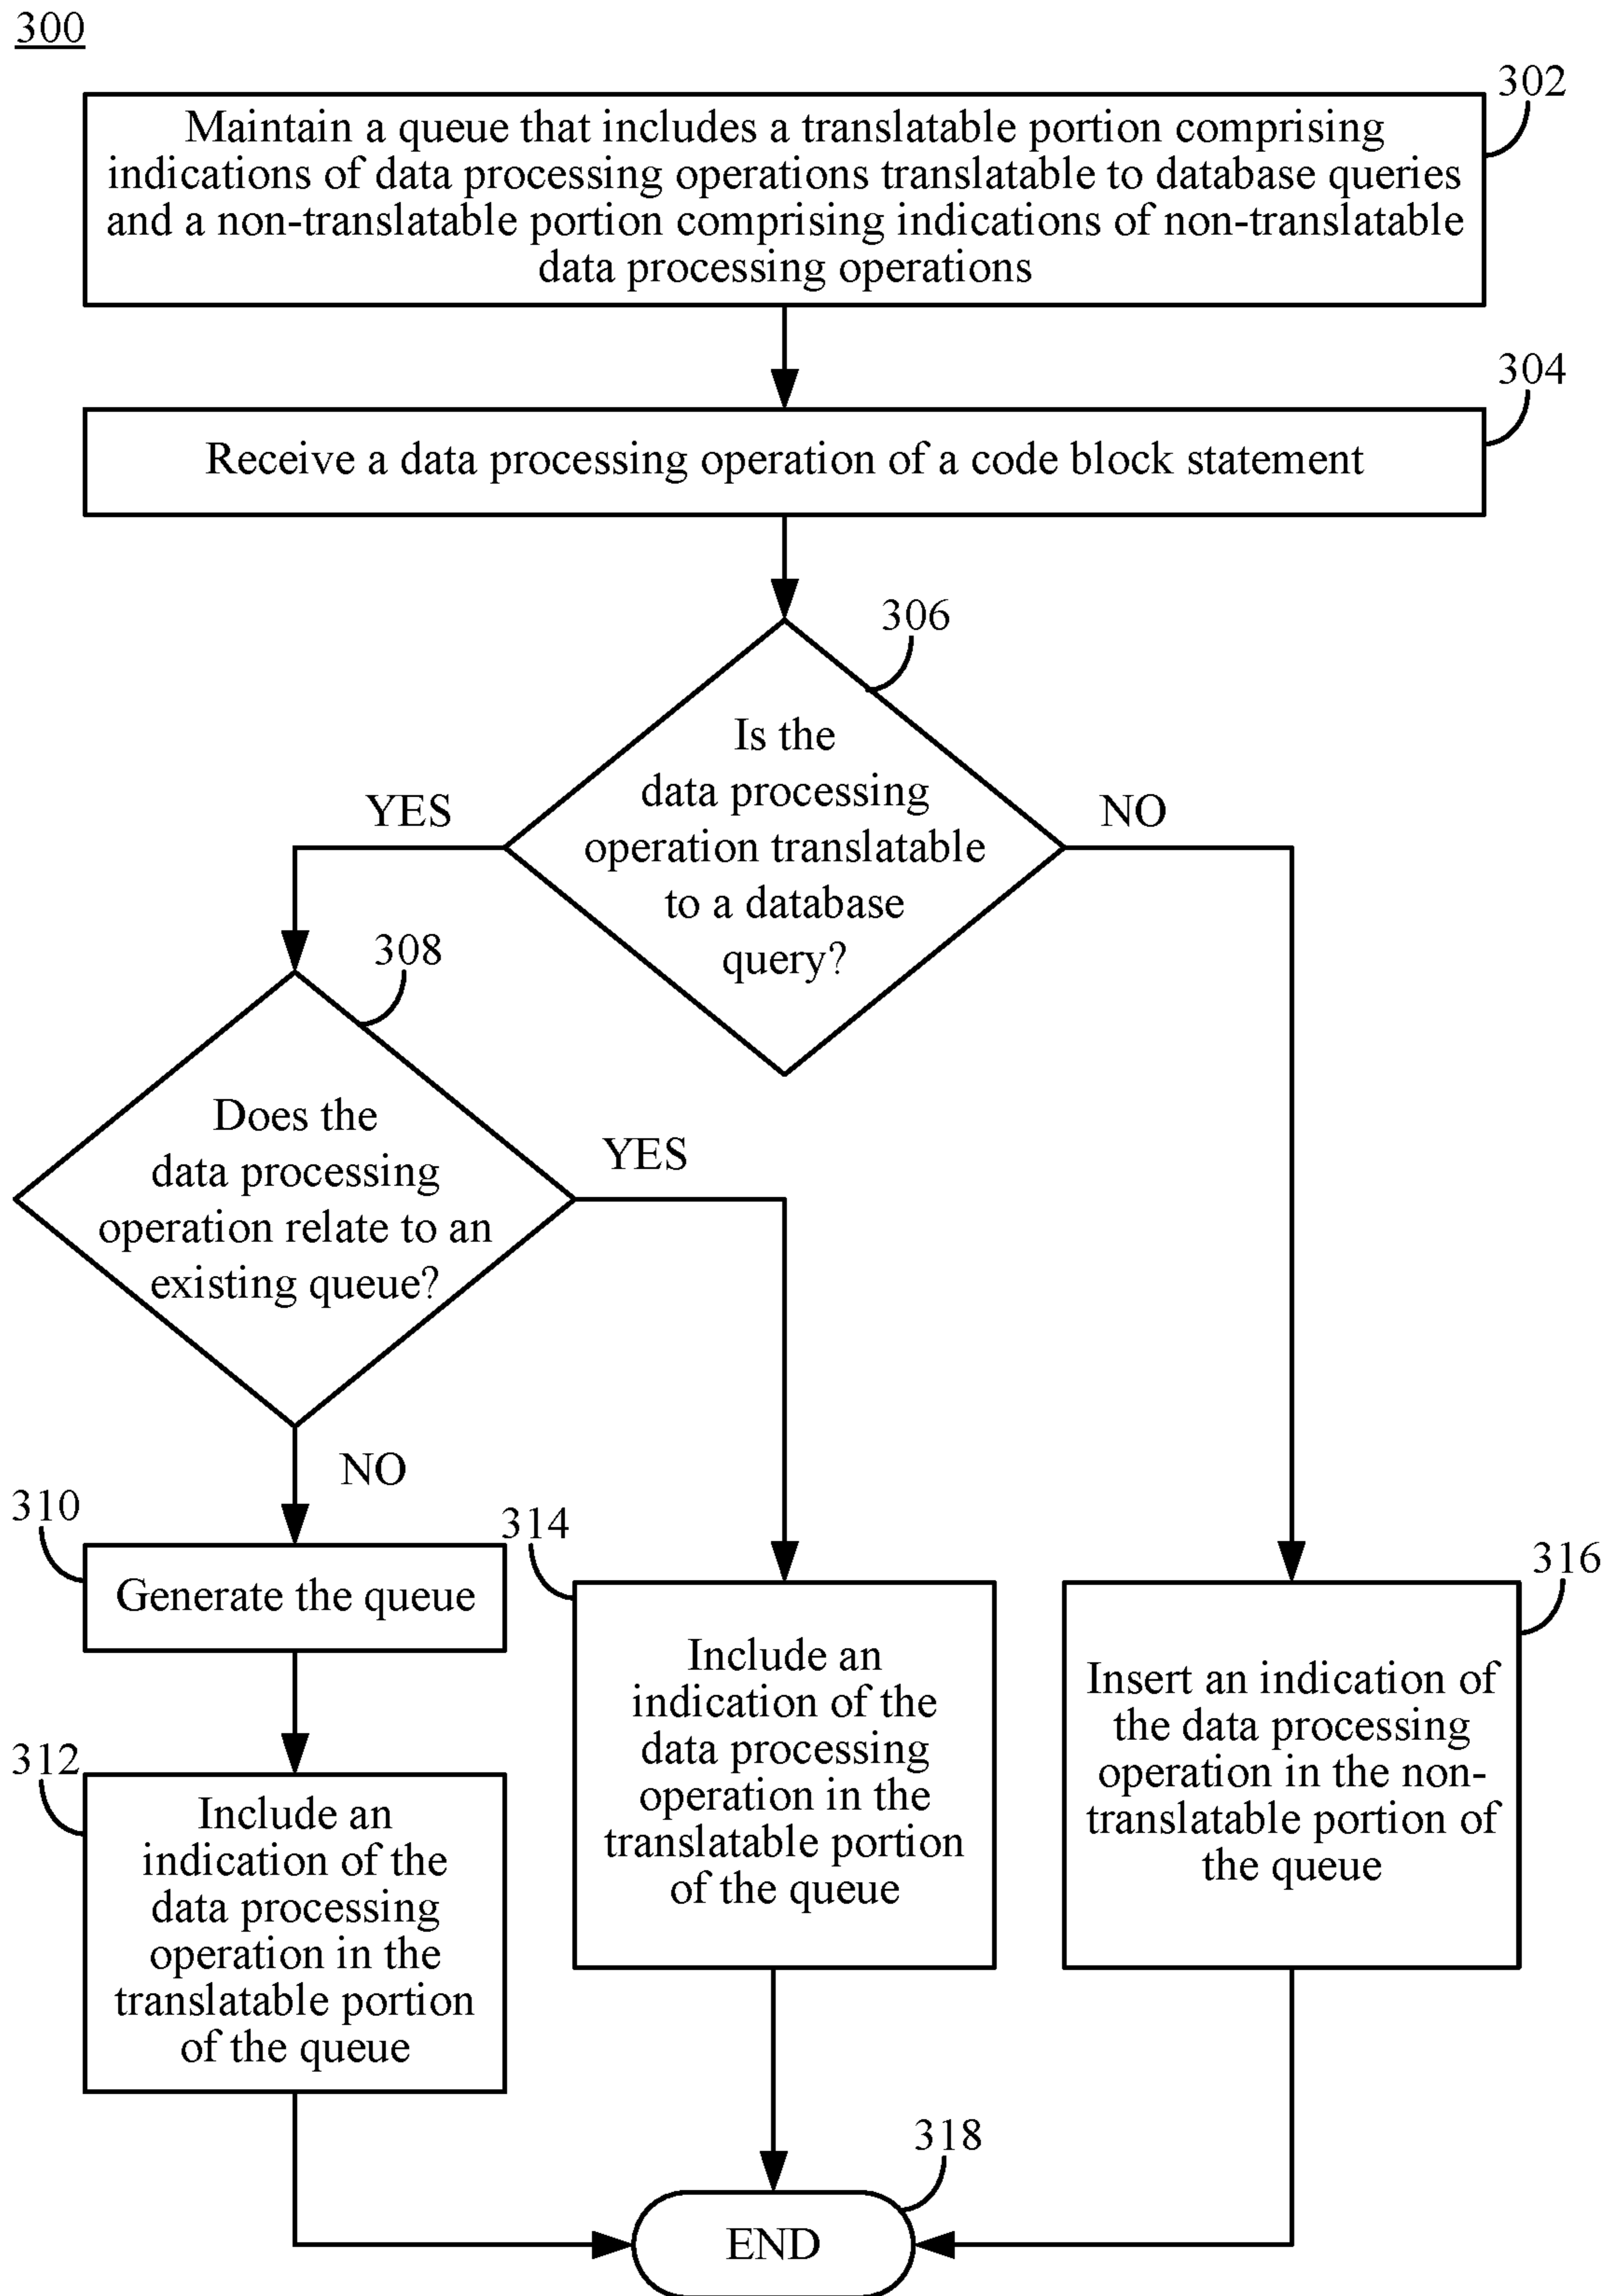 300
302
Maintain a queue that includes a translatable portion comprising
indications of data processing operations translatable to database queries
and a non-translatable portion comprising indications of non-translatable
data processing operations
304
Receive a data processing operation of a code block statement
306
Is the
data processing
operation translatable
to a database
query?
YES
NO
308
Does the
data processing
operation relate to an
existing queue?
YES
NO
310
Generate the queue
312
Include an
indication of the
data processing
operation in the
translatable portion
of the queue
314
Include an
indication of the
data processing
operation in the
translatable portion
of the queue
316
Insert an indication of
the data processing
operation in the non-
translatable portion of
the queue
318
END